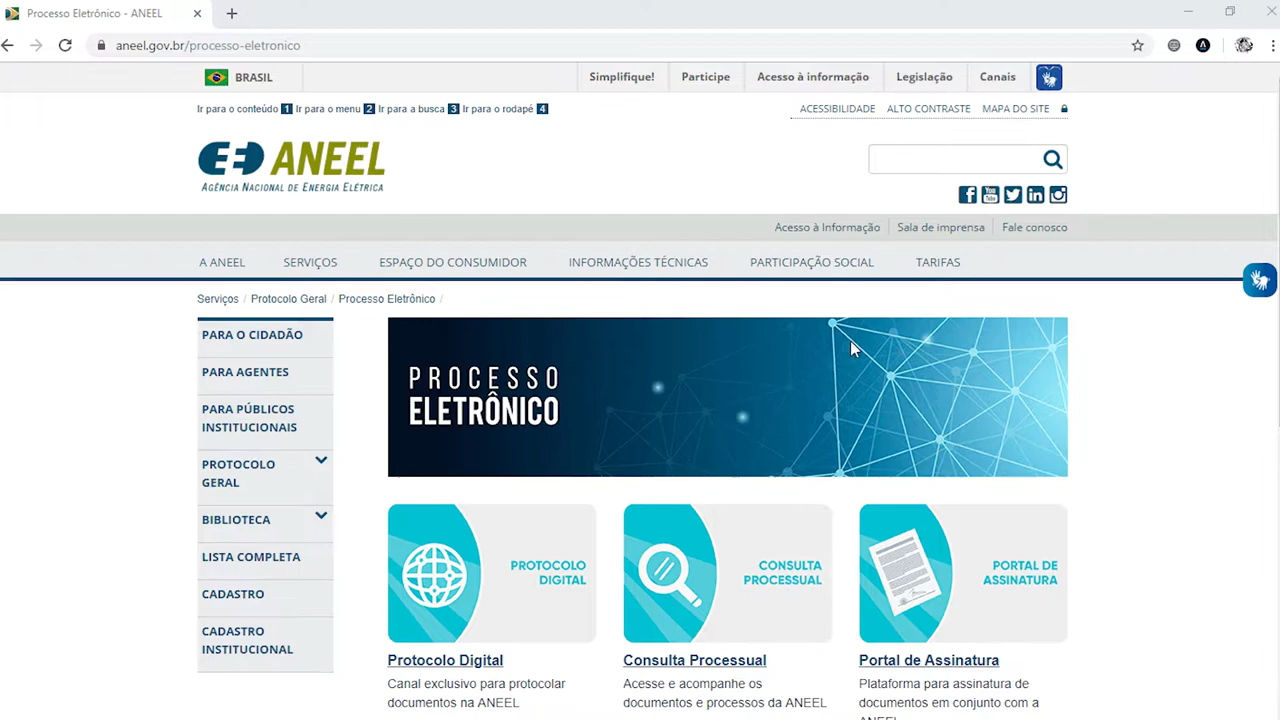 Processo Eletrônico - ANEEL
aneel.gov.br/processo-eletronico
BRASIL
Simplifique! Participe Acesso à informação Legislação Canais
Ir para o conteúdo 1 Ir para o menu 2 Ir para a busca 3 Ir para o rodapé 4
ACESSIBILIDADE ALTO CONTRASTE MAPA DO SITE
ANEEL
AGÊNCIA NACIONAL DE ENERGIA ELÉTRICA
Acesso à Informação Sala de imprensa Fale conosco
A ANEEL SERVIÇOS ESPAÇO DO CONSUMIDOR INFORMAÇÕES TÉCNICAS PARTICIPAÇÃO SOCIAL TARIFAS
Serviços / Protocolo Geral / Processo Eletrônico /
PARA O CIDADÃO
PARA AGENTES
PARA PÚBLICOS
INSTITUCIONAIS
PROTOCOLO
GERAL
BIBLIOTECA
LISTA COMPLETA
CADASTRO
CADASTRO
INSTITUCIONAL
PROCESSO
ELETRÔNICO
PROTOCOLO
DIGITAL
CONSULTA
PROCESSUAL
PORTAL DE
ASSINATURA
Protocolo Digital
Canal exclusivo para protocolar
documentos na ANEEL
Consulta Processual
Acesse e acompanhe os
documentos e processos da ANEEL
Portal de Assinatura
Plataforma para assinatura de
documentos em conjunto com a
ANEEL